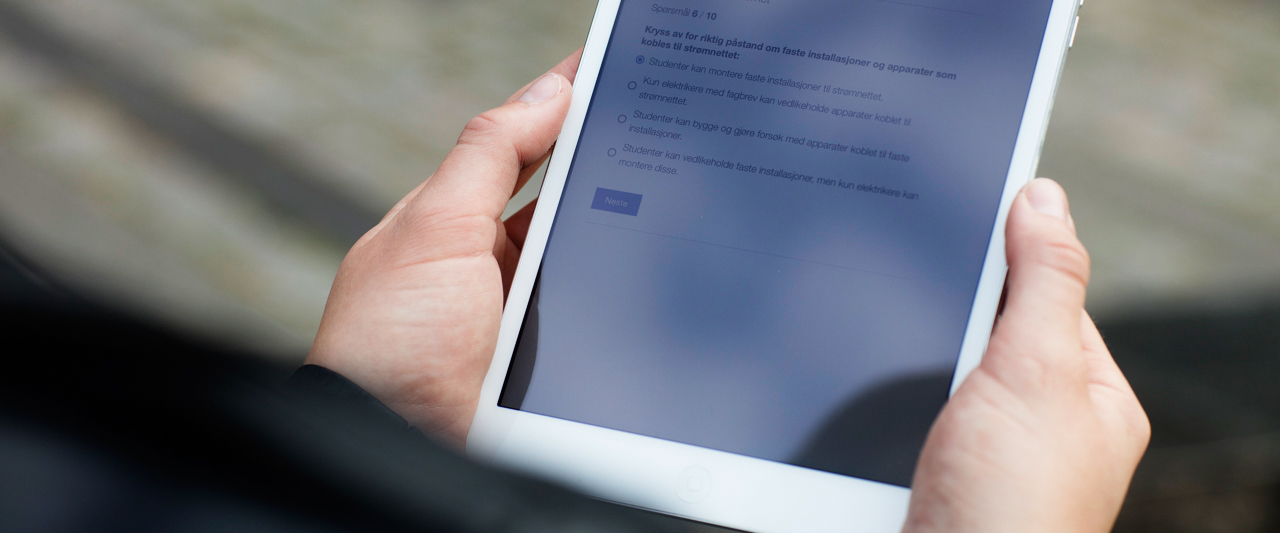 Spørsmål 6 / 10
Kryss av for riktig påstand om faste installasjoner og apparater som
kobles til strømnettet:
Studenter kan montere faste installasjoner til strømnettet.
Kun elektrikere med fagbrev kan vedlikeholde apparater koblet til
strømnettet.
Studenter kan bygge og gjøre forsøk med apparater koblet til faste
installasjoner.
Studenter kan vedlikeholde faste installasjoner, men kun elektrikere kan
montere disse.
Neste